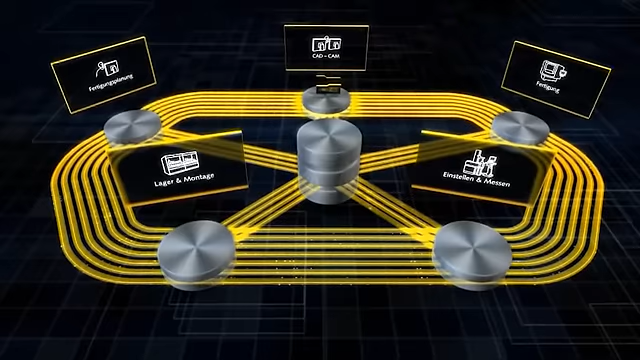 CAD – CAM
Fertigungsplanung
Fertigung
Lager & Montage
Einstellen & Messen